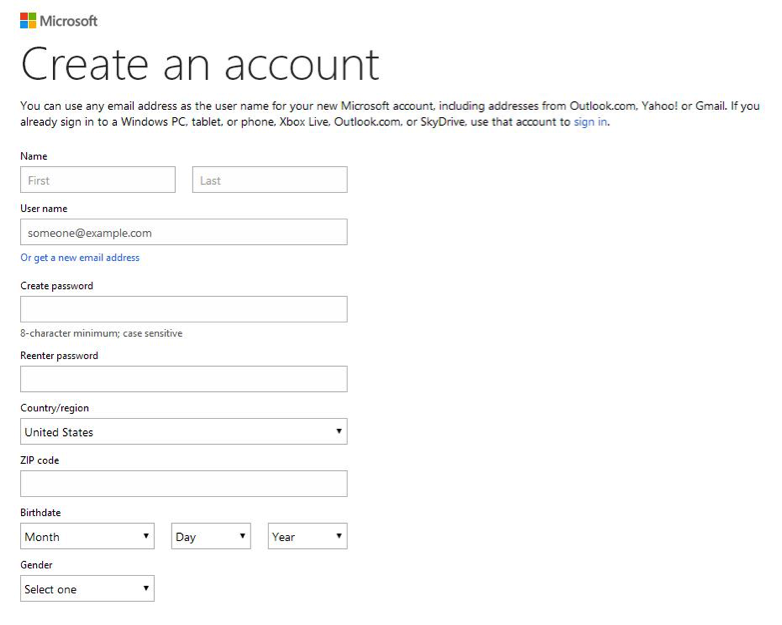 Microsoft
Create an account
You can use any email address as the user name for your new Microsoft account, including addresses from Outlook.com, Yahoo! or Gmail. If you
already sign in to a Windows PC, tablet, or phone, Xbox Live, Outlook.com, or SkyDrive, use that account to sign in.
Name
First Last
User name
someone@example.com
Or get a new email address
Create password
8-character minimum; case sensitive
Reenter password
Country/region
United States
ZIP code
Birthdate
Month Day Year
Gender
Select one